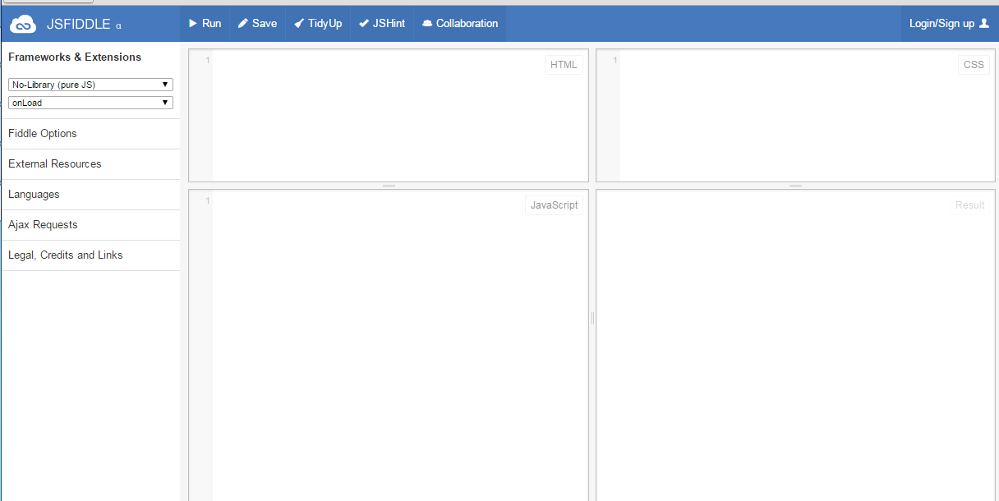 JSFIDDLE α
Run
Save
TidyUp
JSHint
Collaboration
Login/Sign up
Frameworks & Extensions
No-Library (pure JS)
onLoad
Fiddle Options
External Resources
Languages
Ajax Requests
Legal, Credits and Links
1
HTML
1
CSS
1
JavaScript
Result